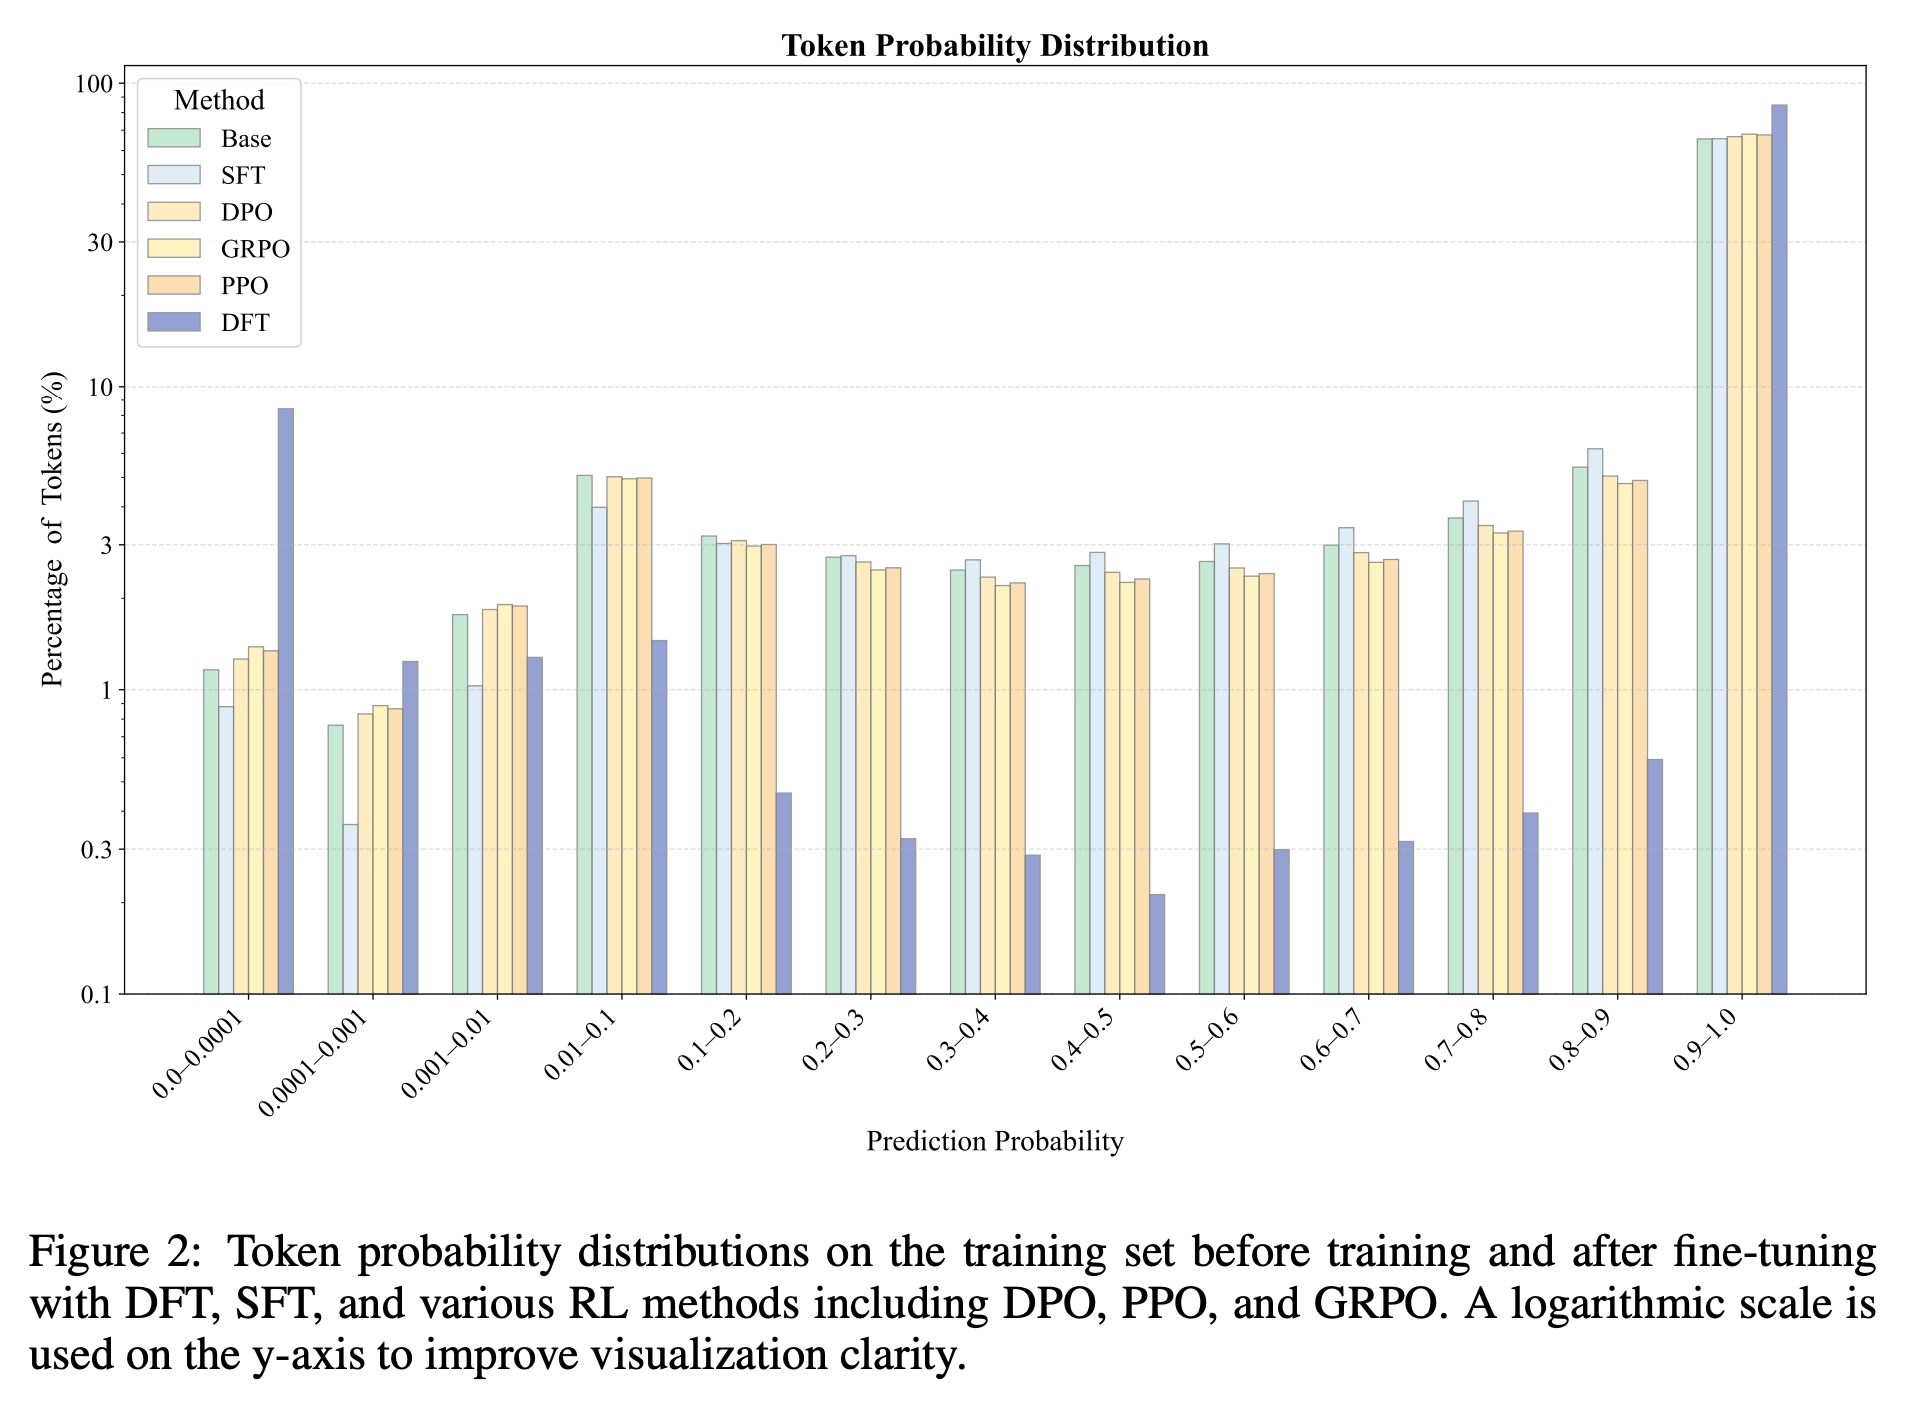 Token Probability Distribution
Method
Base
SFT
DPO
GRPO
PPO
DFT
Percentage of Tokens (%)
100
30
10
3
1
0.3
0.1
0.0–0.0001
0.0001–0.001
0.001–0.01
0.01–0.1
0.1–0.2
0.2–0.3
0.3–0.4
0.4–0.5
0.5–0.6
0.6–0.7
0.7–0.8
0.8–0.9
0.9–1.0
Prediction Probability
Figure 2: Token probability distributions on the training set before training and after fine-tuning
with DFT, SFT, and various RL methods including DPO, PPO, and GRPO. A logarithmic scale is
used on the y-axis to improve visualization clarity.